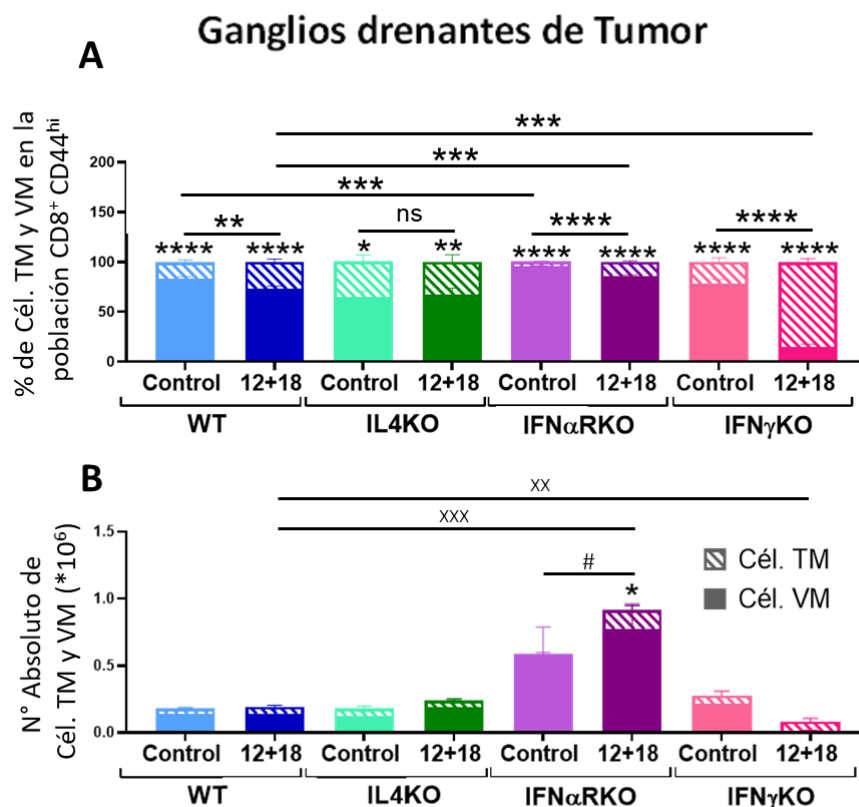 Ganglios drenantes de Tumor
A
% de Cél. TM y VM en la
población CD8⁺ CD44ʰⁱ
200
150
100
50
0
***
***
***
** ns **** ****
**** **** * ** **** **** **** ****
Control 12+18 Control 12+18 Control 12+18 Control 12+18
WT IL4KO IFNαRKO IFNγKO
B
N° Absoluto de
Cél. TM y VM (*10⁶)
1.5
1.0
0.5
0.0
xx
xxx
#
*
Cél. TM
Cél. VM
Control 12+18 Control 12+18 Control 12+18 Control 12+18
WT IL4KO IFNαRKO IFNγKO